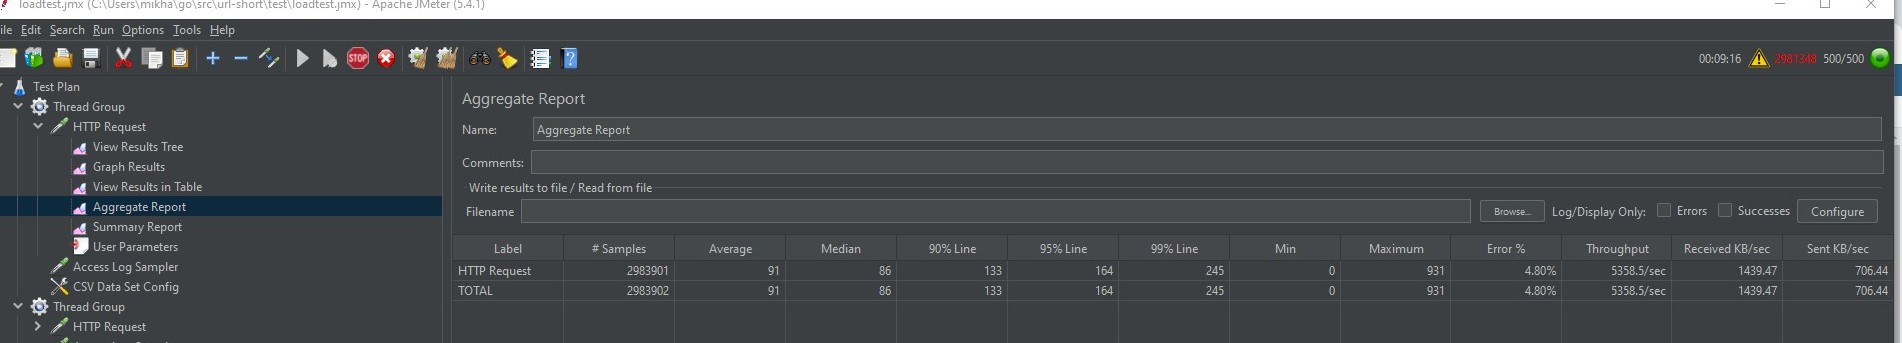 loadtest.jmx (C:\Users\mikha\go\src\url-short\test\loadtest.jmx) - Apache JMeter (5.4.1)
ile Edit Search Run Options Tools Help
STOP ? 00:09:16 2981348 500/500
Test Plan
Thread Group
HTTP Request
View Results Tree
Graph Results
View Results in Table
Aggregate Report
Summary Report
User Parameters
Access Log Sampler
CSV Data Set Config
Thread Group
HTTP Request
Aggregate Report
Name: Aggregate Report
Comments:
Write results to file / Read from file
Filename Browse... Log/Display Only: Errors Successes Configure
Label # Samples Average Median 90% Line 95% Line 99% Line Min Maximum Error % Throughput Received KB/sec Sent KB/sec
HTTP Request 2983901 91 86 133 164 245 0 931 4.80% 5358.5/sec 1439.47 706.44
TOTAL 2983902 91 86 133 164 245 0 931 4.80% 5358.5/sec 1439.47 706.44